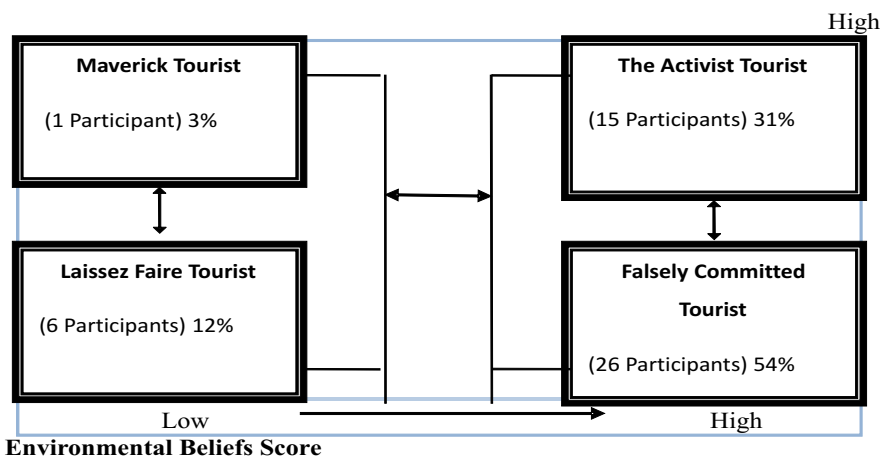 High
Maverick Tourist
(1 Participant) 3%
The Activist Tourist
(15 Participants) 31%
Laissez Faire Tourist
(6 Participants) 12%
Falsely Committed
Tourist
(26 Participants) 54%
Low
High
Environmental Beliefs Score